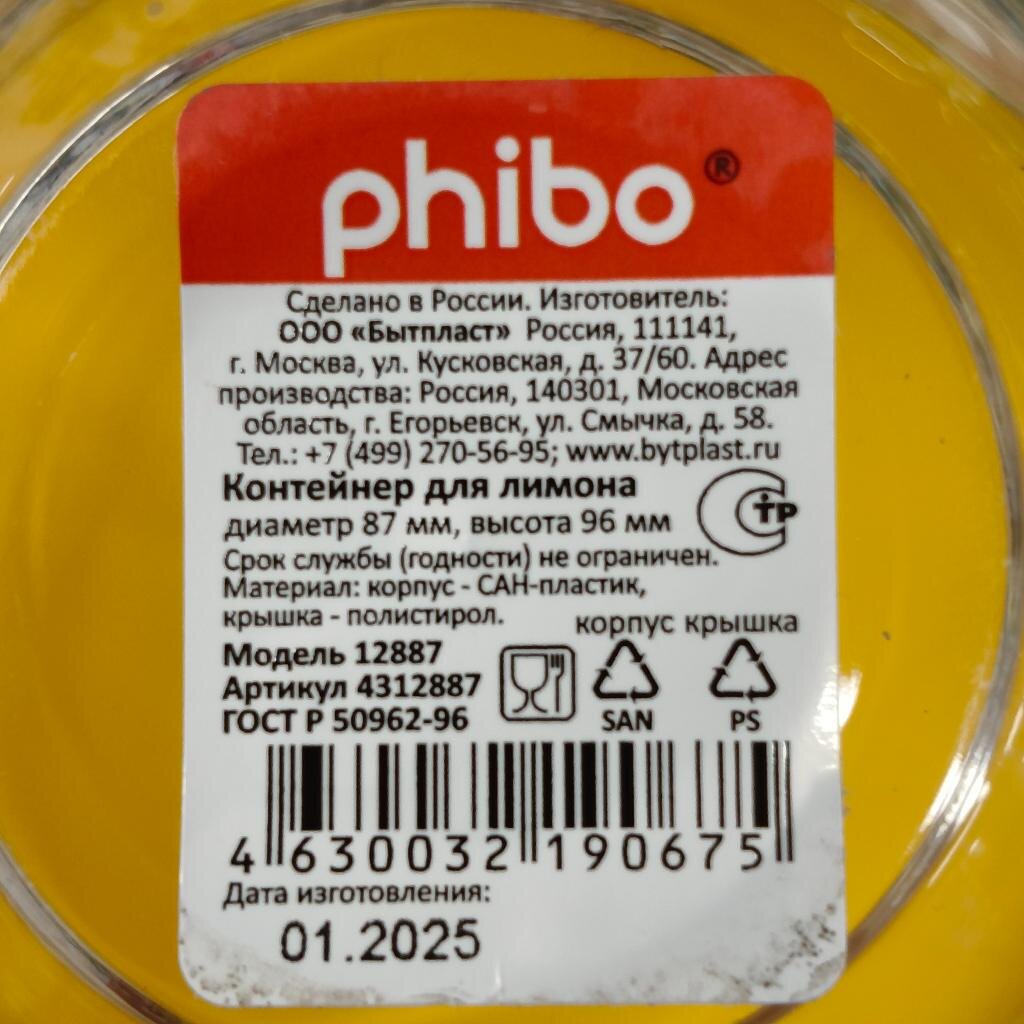 phibo®
Сделано в России. Изготовитель:
ООО «Бытпласт» Россия, 111141,
г. Москва, ул. Кусковская, д. 37/60. Адрес
производства: Россия, 140301, Московская
область, г. Егорьевск, ул. Смычка, д. 58.
Тел.: +7 (499) 270-56-95; www.bytplast.ru
Контейнер для лимона
диаметр 87 мм, высота 96 мм
СТР
Срок службы (годности) не ограничен.
Материал: корпус - САН-пластик,
крышка - полистирол.
корпус крышка
Модель 12887
Артикул 4312887
ГОСТ Р 50962-96
SAN PS
4 630032 190675
Дата изготовления:
01.2025